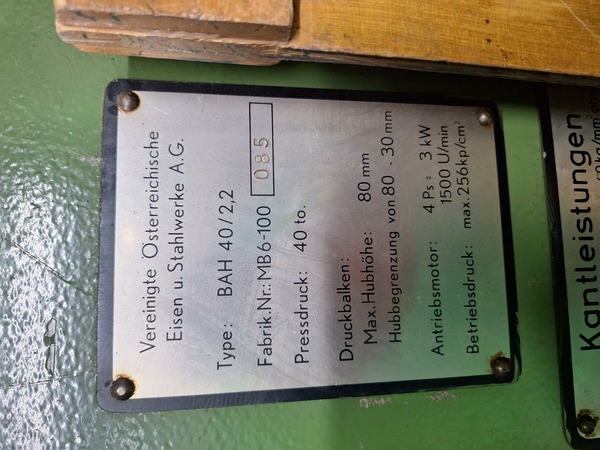 Vereinigte Österreichische
Eisen u. Stahlwerke A.G.
Type: BAH 40/2,2
Fabrik.Nr.: MB6-100 085
Pressdruck: 40 to.
Druckbalken:
Max.Hubhöhe: 80 mm
Hubbegrenzung von 80 - 30 mm
Antriebsmotor: 4 Ps = 3 kW
1500 U/min
Betriebsdruck: max.256kp/cm²
Kantleistungen